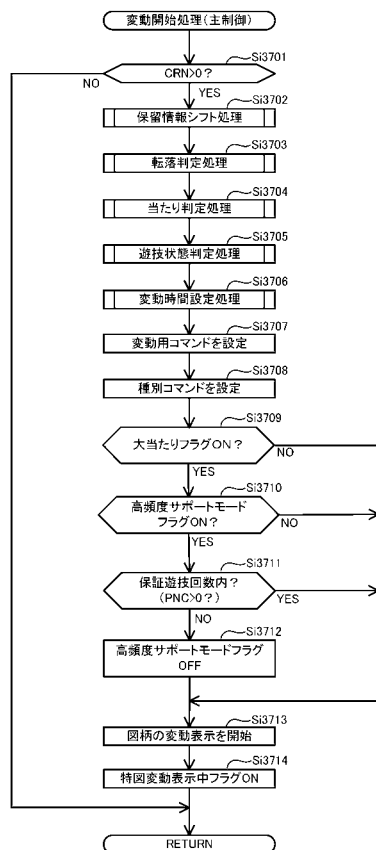 変動開始処理(主制御)
Si3701
CRN>0?
NO
YES
Si3702
保留情報シフト処理
Si3703
転落判定処理
Si3704
当たり判定処理
Si3705
遊技状態判定処理
Si3706
変動時間設定処理
Si3707
変動用コマンドを設定
Si3708
種別コマンドを設定
Si3709
大当たりフラグON?
NO
YES
Si3710
高頻度サポートモード
フラグON?
NO
YES
Si3711
保証遊技回数内?
(PNC>0?)
YES
NO
Si3712
高頻度サポートモードフラグ
OFF
Si3713
図柄の変動表示を開始
Si3714
特図変動表示中フラグON
RETURN